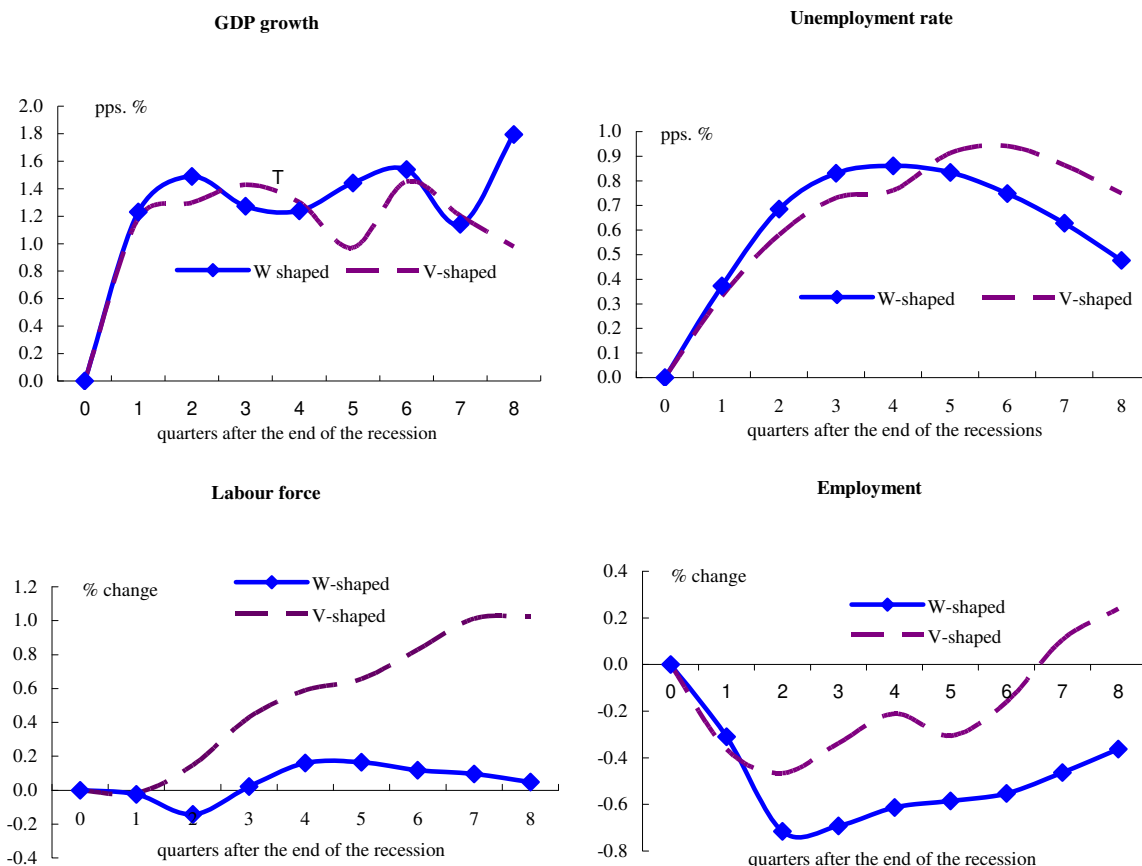 GDP growth
pps. %
2.0
1.8
1.6
1.4
1.2
1.0
0.8
0.6
0.4
0.2
0.0
T
W shaped V-shaped
0 1 2 3 4 5 6 7 8
quarters after the end of the recession
Unemployment rate
pps. %
1.0
0.9
0.8
0.7
0.6
0.5
0.4
0.3
0.2
0.1
0.0
W-shaped V-shaped
0 1 2 3 4 5 6 7 8
quarters after the end of the recessions
Labour force
% change
W-shaped
V-shaped
1.2
1.0
0.8
0.6
0.4
0.2
0.0
-0.2
-0.4
0 1 2 3 4 5 6 7 8
quarters after the end of the recession
Employment
% change
W-shaped
V-shaped
0.4
0.2
0.0
-0.2
-0.4
-0.6
-0.8
0 1 2 3 4 5 6 7 8
quarters after the end of the recession